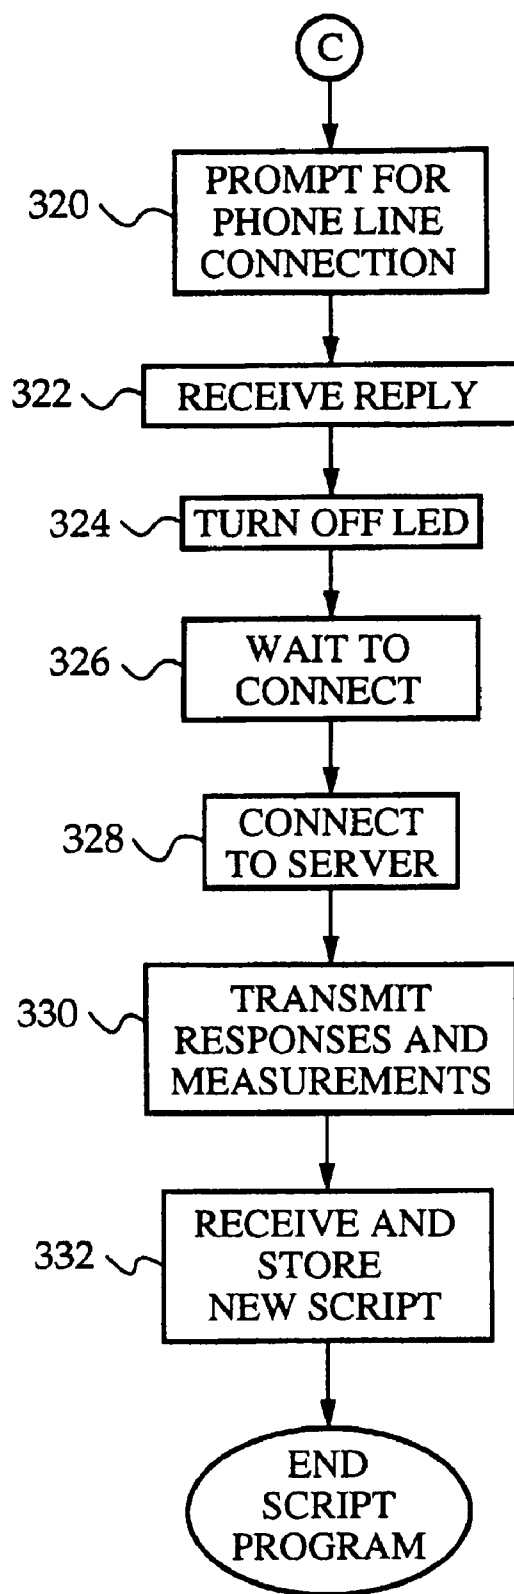 C
320
PROMPT FOR
PHONE LINE
CONNECTION
322
RECEIVE REPLY
324
TURN OFF LED
326
WAIT TO
CONNECT
328
CONNECT
TO SERVER
330
TRANSMIT
RESPONSES AND
MEASUREMENTS
332
RECEIVE AND
STORE
NEW SCRIPT
END
SCRIPT
PROGRAM